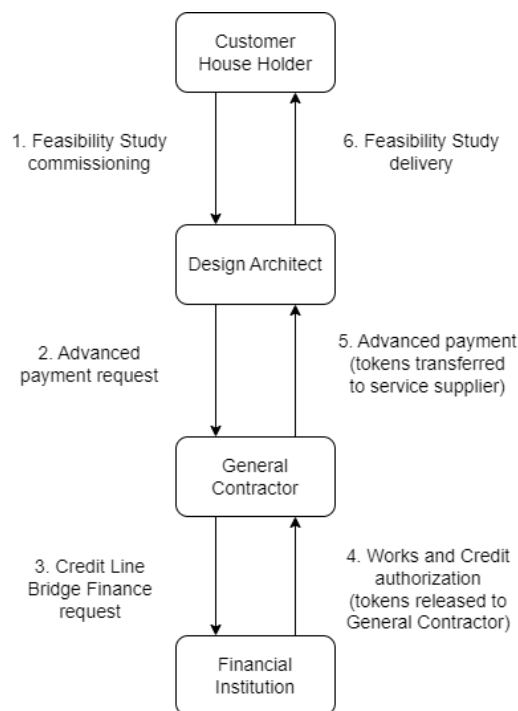 Customer
House Holder
1. Feasibility Study
commissioning
6. Feasibility Study
delivery
Design Architect
2. Advanced
payment request
5. Advanced payment
(tokens transferred
to service supplier)
General
Contractor
3. Credit Line
Bridge Finance
request
4. Works and Credit
authorization
(tokens released to
General Contractor)
Financial
Institution